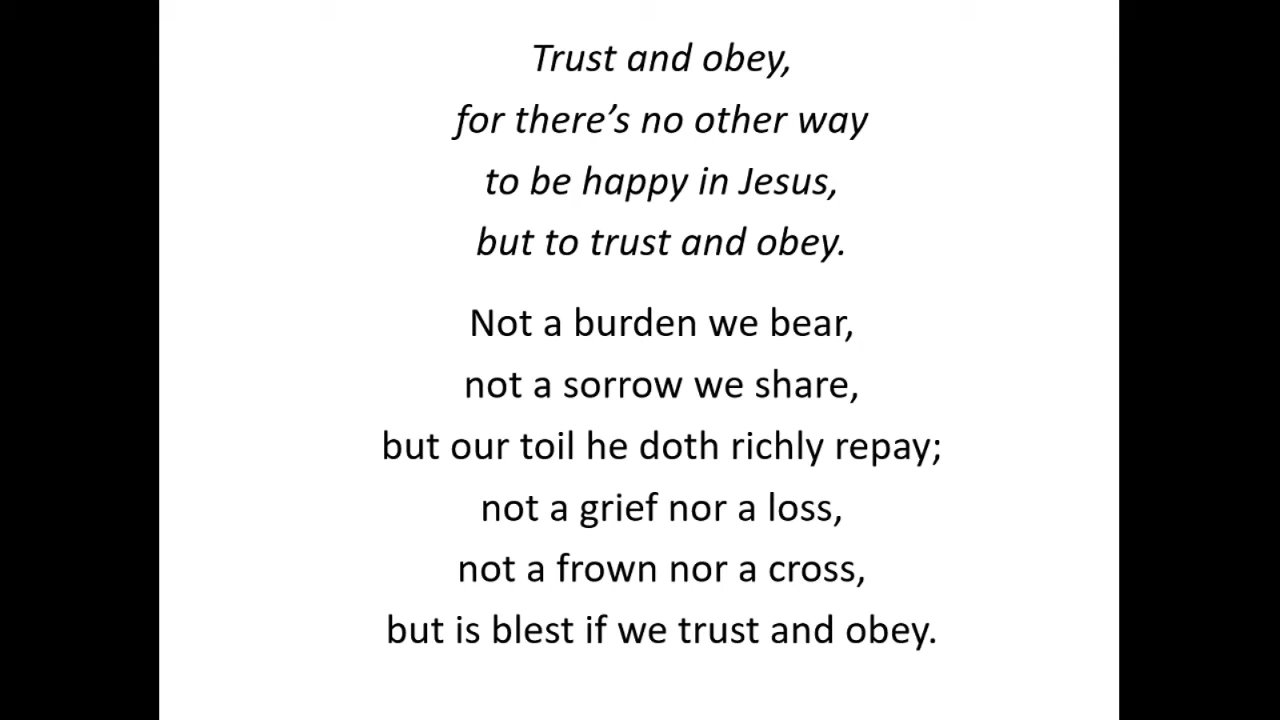 Trust and obey,
for there’s no other way
to be happy in Jesus,
but to trust and obey.
Not a burden we bear,
not a sorrow we share,
but our toil he doth richly repay;
not a grief nor a loss,
not a frown nor a cross,
but is blest if we trust and obey.